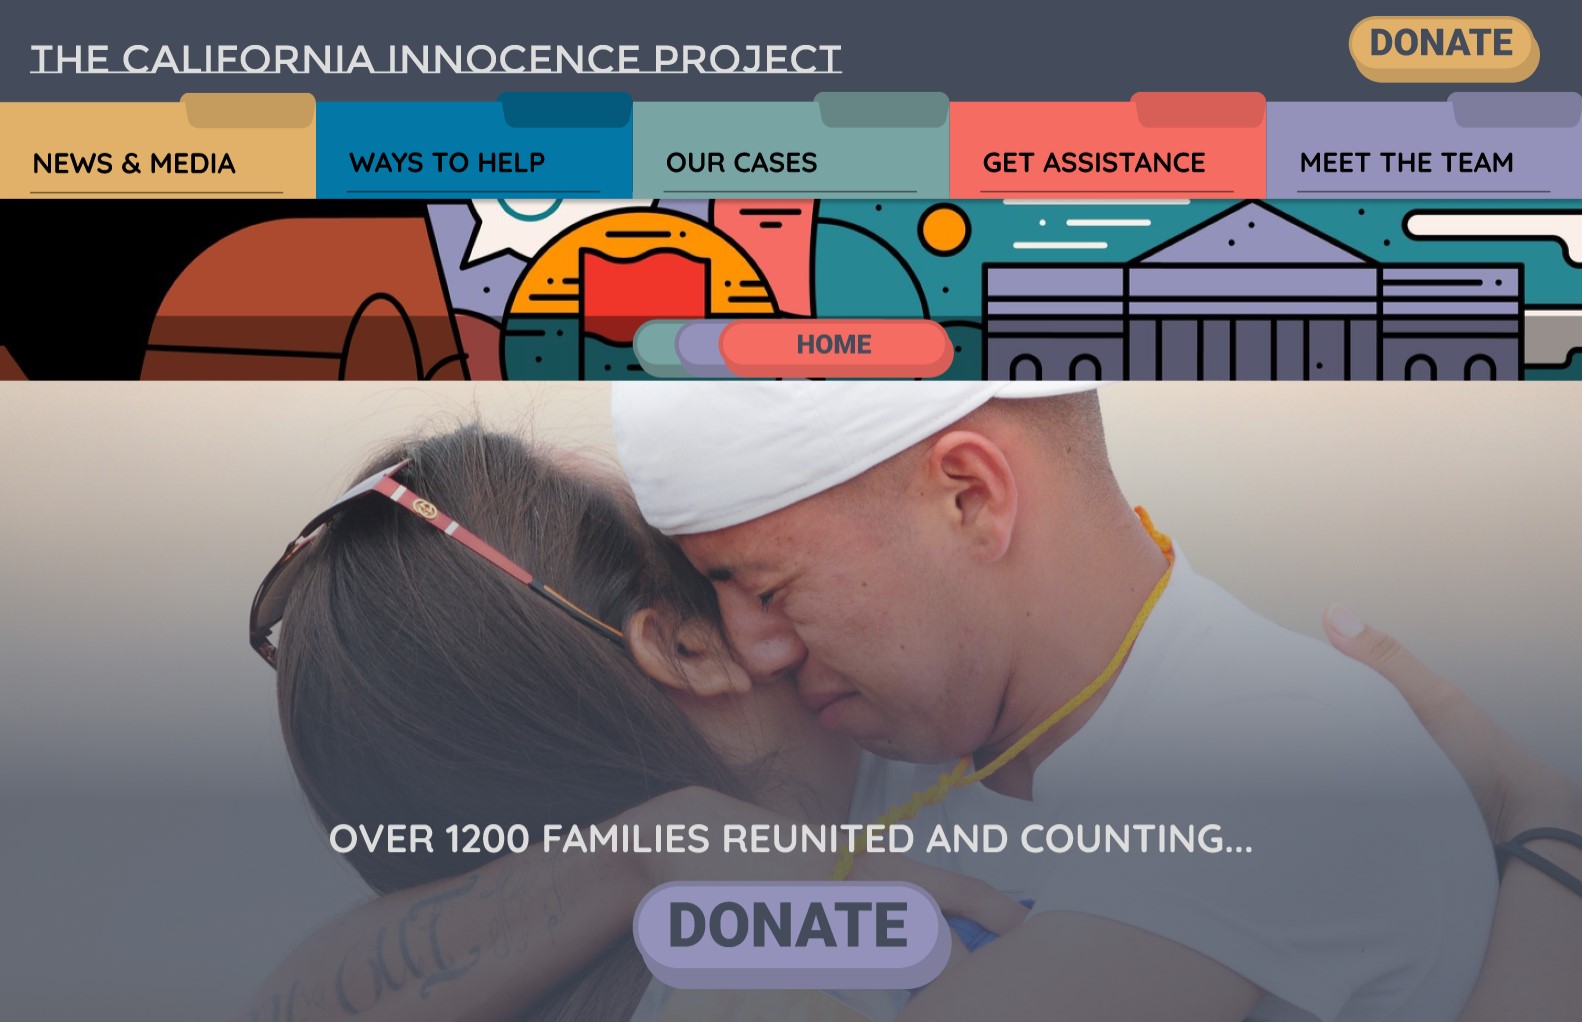 THE CALIFORNIA INNOCENCE PROJECT
DONATE
NEWS & MEDIA
WAYS TO HELP
OUR CASES
GET ASSISTANCE
MEET THE TEAM
HOME
OVER 1200 FAMILIES REUNITED AND COUNTING...
DONATE